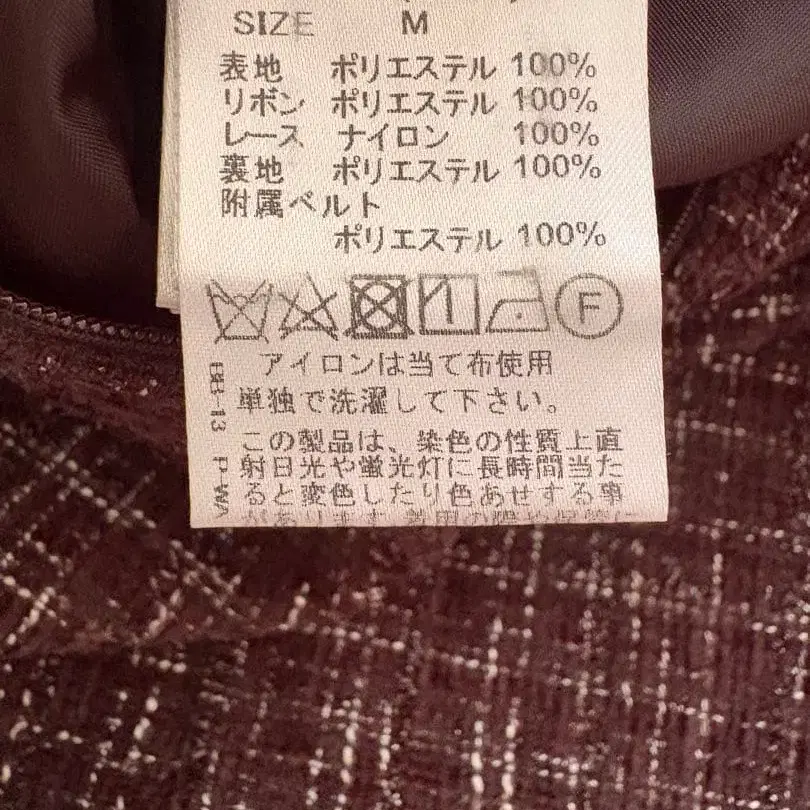 SIZE M
表地 ポリエステル 100%
リボン ポリエステル 100%
レース ナイロン 100%
裏地 ポリエステル 100%
附属ベルト
ポリエステル 100%
F
アイロンは当て布使用
単独で洗濯して下さい。
この製品は、染色の性質上直
射日光や蛍光灯に長時間当た
ると変色したり色あせする事
があります